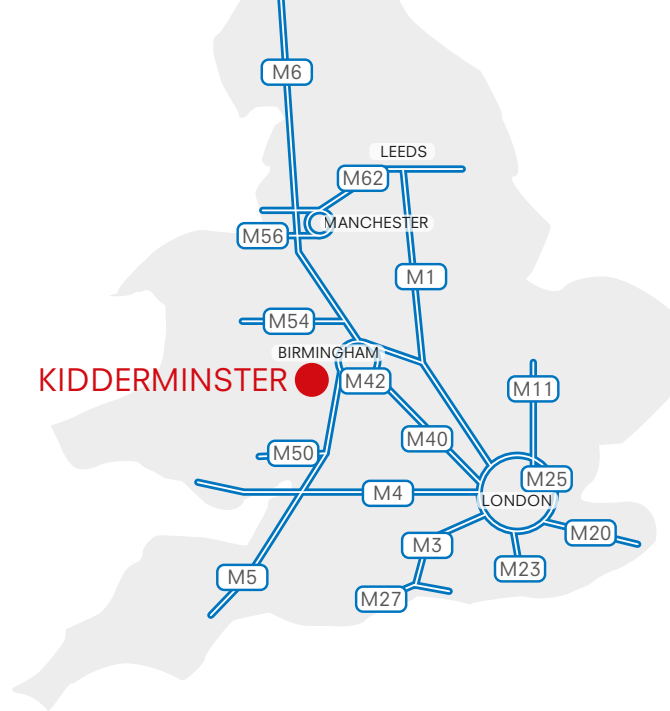 M6
LEEDS
M62
MANCHESTER
M56
M1
M54
BIRMINGHAM
KIDDERMINSTER
M42
M11
M40
M50
M25
M4
LONDON
M20
M3
M23
M5
M27